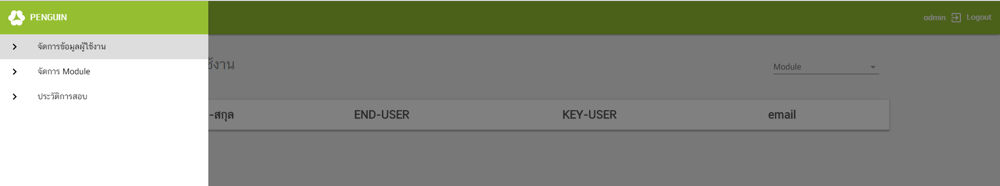 PENGUIN
admin
Logout
จัดการข้อมูลผู้ใช้งาน
จัดการ Module
ประวัติการสอบ
ช้งาน
Module
-สกุล
END-USER
KEY-USER
email